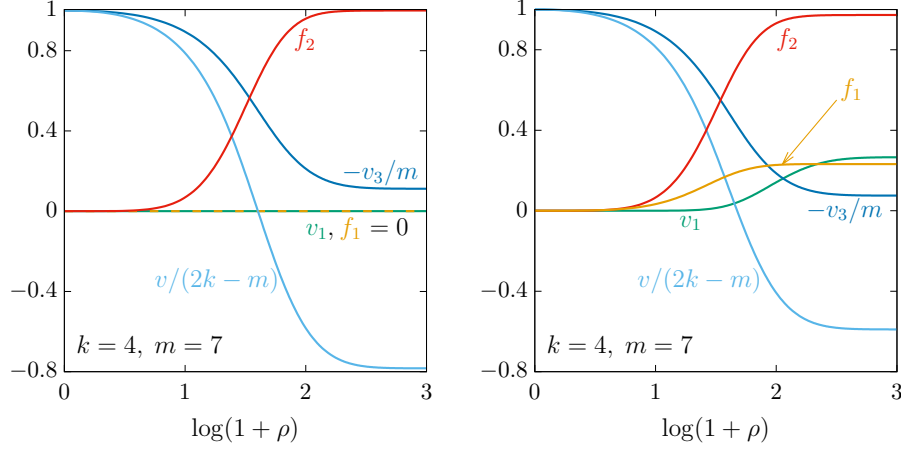 1
0.8
0.4
0
−0.4
−0.8
f₂
−v₃/m
v₁, f₁ = 0
v/(2k − m)
k = 4, m = 7
0 1 2 3
log(1 + ρ)
1
0.8
0.4
0
−0.4
−0.8
f₂
f₁
v₁
−v₃/m
v/(2k − m)
k = 4, m = 7
0 1 2 3
log(1 + ρ)